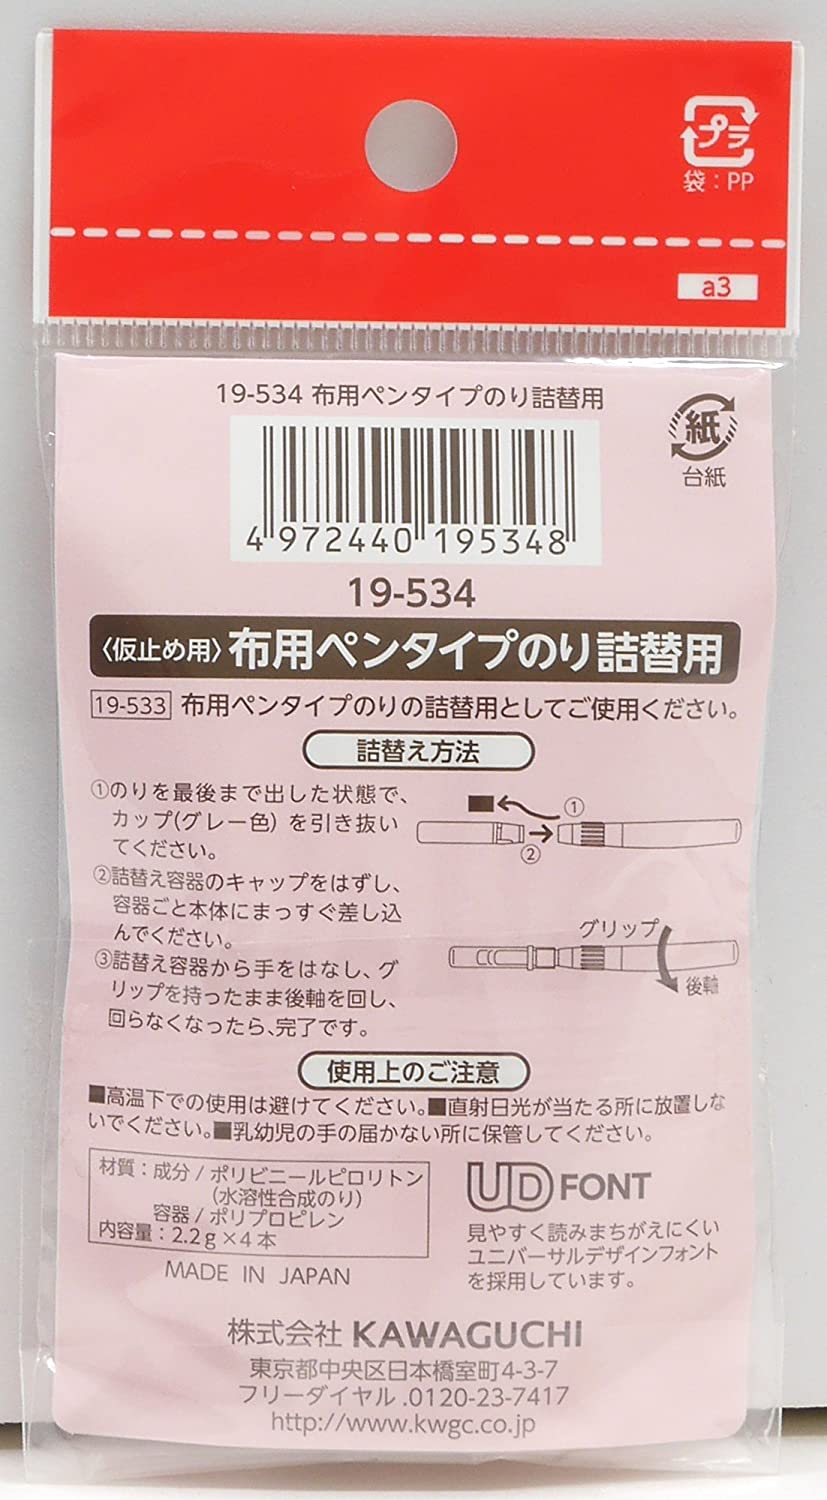 プラ
袋：PP
a3
19-534 布用ペンタイプのり詰替用
紙
台紙
4 972440 195348
19-534
〈仮止め用〉布用ペンタイプのり詰替用
19-533 布用ペンタイプのりの詰替用としてご使用ください。
詰替え方法
①のりを最後まで出した状態で、
カップ(グレー色) を引き抜い
てください。
②詰替え容器のキャップをはずし、
容器ごと本体にまっすぐ差し込
んでください。
③詰替え容器から手をはなし、グ
リップを持ったまま後軸を回し、
回らなくなったら、完了です。
①
②
グリップ
後軸
使用上のご注意
■高温下での使用は避けてください。■直射日光が当たる所に放置しな
いでください。■乳幼児の手の届かない所に保管してください。
材質：成分 / ポリビニールピロリトン
(水溶性合成のり)
容器 / ポリプロピレン
内容量：2.2g×4本
MADE IN JAPAN
UD FONT
見やすく読みまちがえにくい
ユニバーサルデザインフォント
を採用しています。
株式会社 KAWAGUCHI
東京都中央区日本橋室町4-3-7
フリーダイヤル.0120-23-7417
http://www.kwgc.co.jp